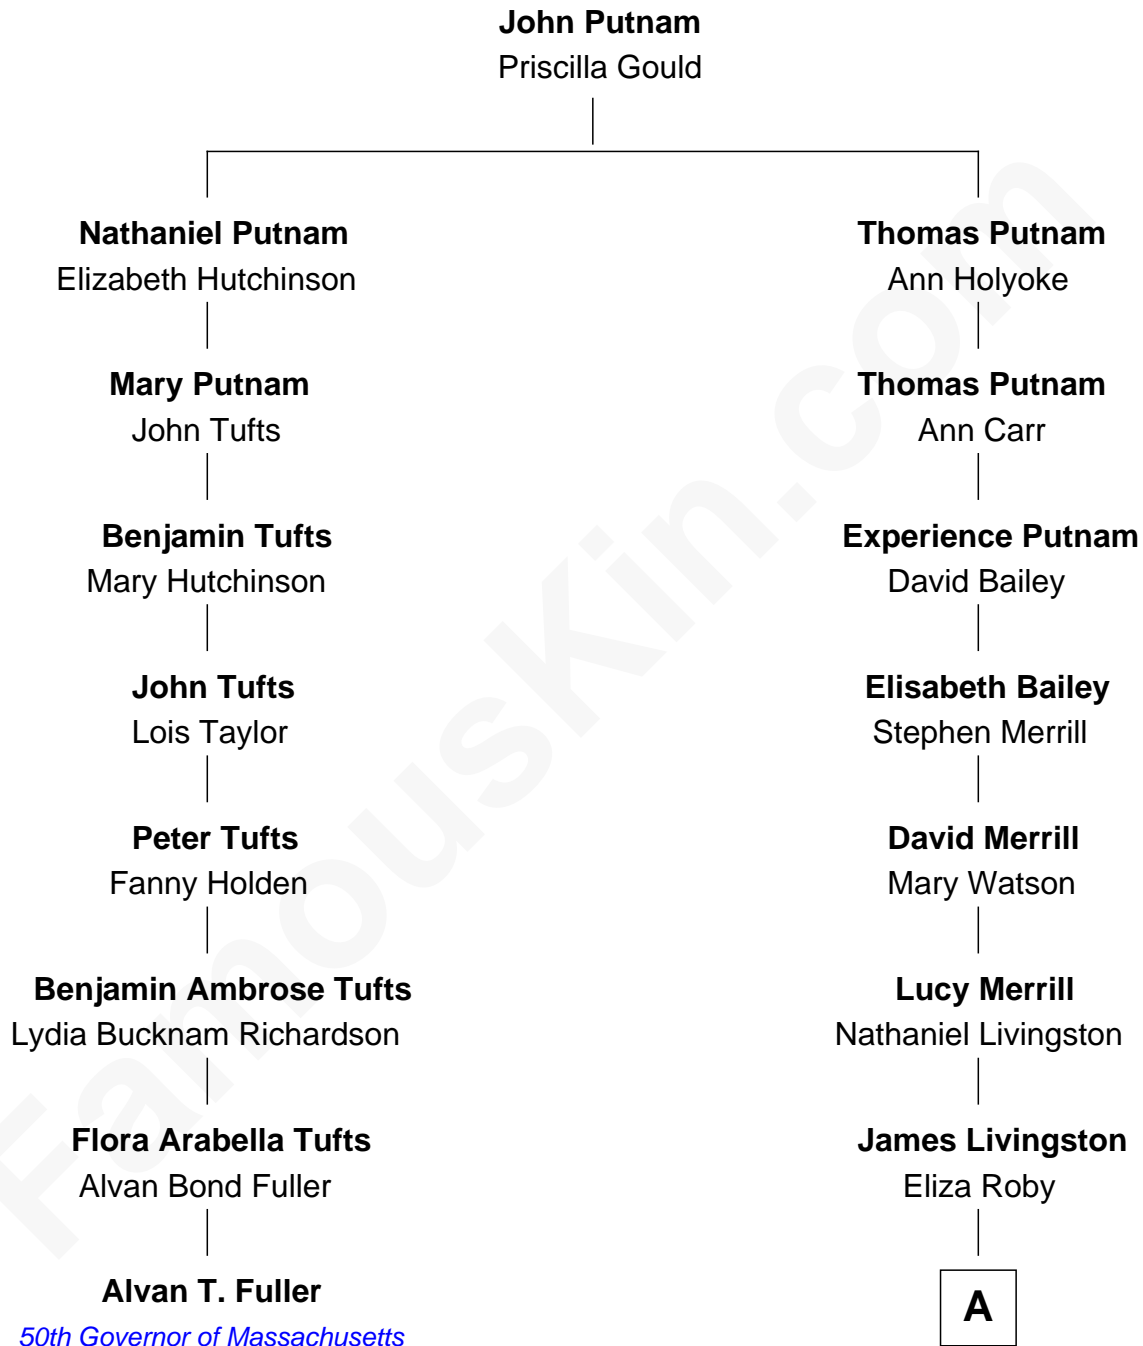 John Putnam
Priscilla Gould
Nathaniel Putnam
Elizabeth Hutchinson
Thomas Putnam
Ann Holyoke
Mary Putnam
John Tufts
Thomas Putnam
Ann Carr
Benjamin Tufts
Mary Hutchinson
Experience Putnam
David Bailey
John Tufts
Lois Taylor
Elisabeth Bailey
Stephen Merrill
Peter Tufts
Fanny Holden
David Merrill
Mary Watson
Benjamin Ambrose Tufts
Lydia Bucknam Richardson
Lucy Merrill
Nathaniel Livingston
Flora Arabella Tufts
Alvan Bond Fuller
James Livingston
Eliza Roby
Alvan T. Fuller
50th Governor of Massachusetts
A
FamousKin.com